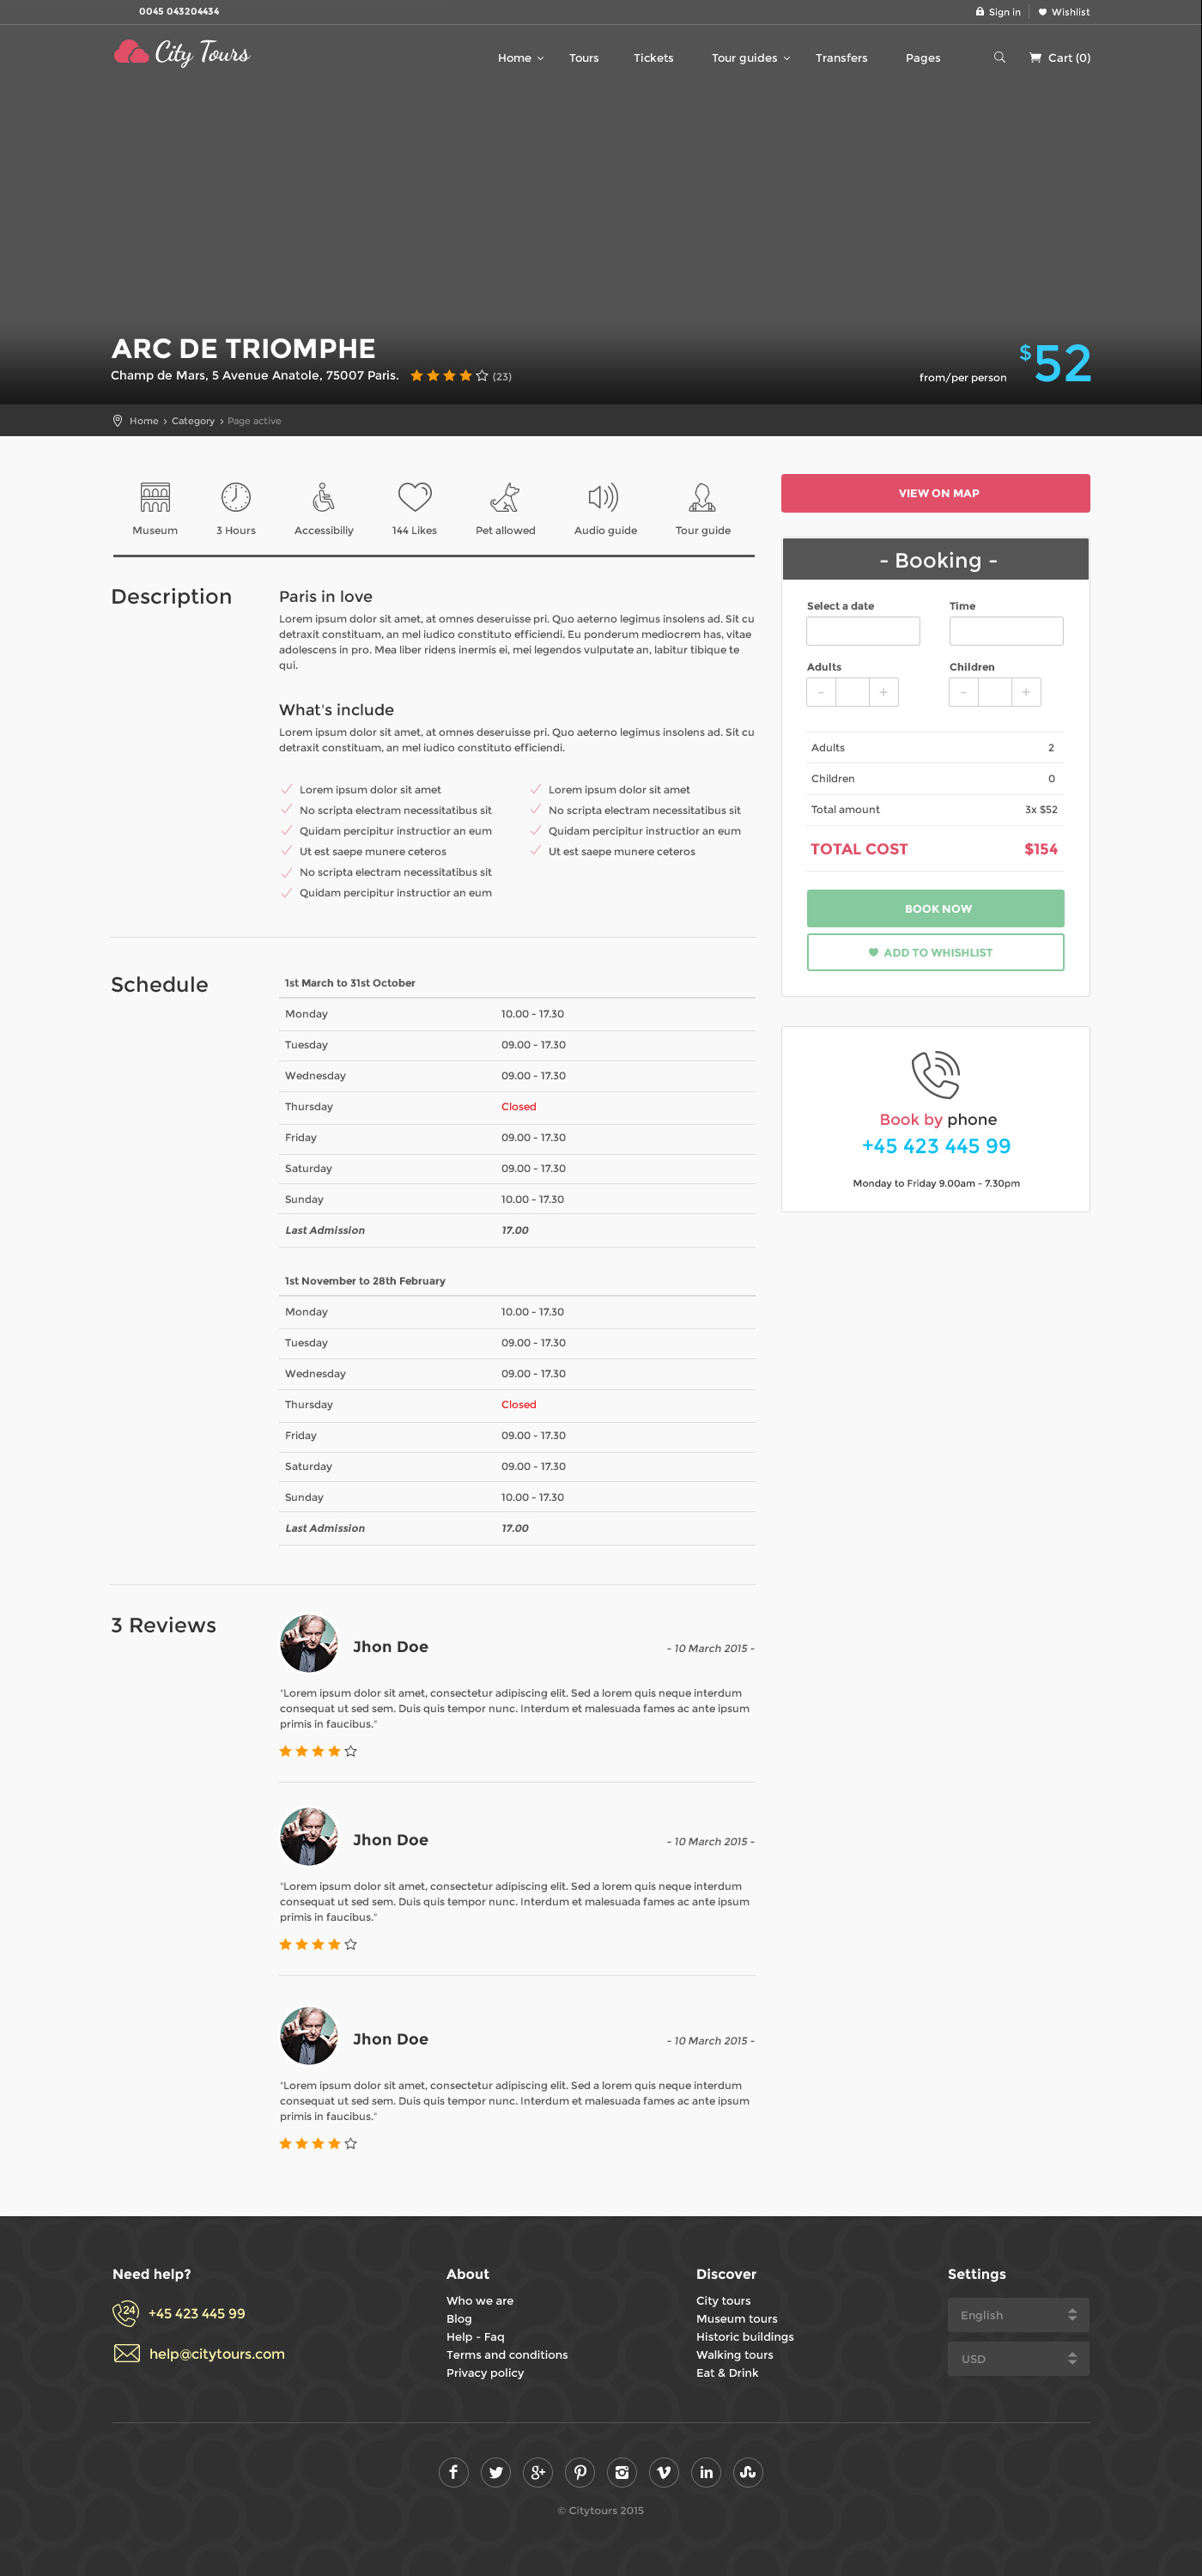 0045 043204434
Sign in
Wishlist
City Tours
Home
Tours
Tickets
Tour guides
Transfers
Pages
Cart (0)
ARC DE TRIOMPHE
Champ de Mars, 5 Avenue Anatole, 75007 Paris.
(23)
from/per person
$52
Home › Category › Page active
Museum
3 Hours
Accessibiliy
144 Likes
Pet allowed
Audio guide
Tour guide
Description
Paris in love
Lorem ipsum dolor sit amet, at omnes deseruisse pri. Quo aeterno legimus insolens ad. Sit cu
detraxit constituam, an mel iudico constituto efficiendi. Eu ponderum mediocrem has, vitae
adolescens in pro. Mea liber ridens inermis ei, mei legendos vulputate an, labitur tibique te
qui.
What's include
Lorem ipsum dolor sit amet, at omnes deseruisse pri. Quo aeterno legimus insolens ad. Sit cu
detraxit constituam, an mel iudico constituto efficiendi.
Lorem ipsum dolor sit amet
No scripta electram necessitatibus sit
Quidam percipitur instructior an eum
Ut est saepe munere ceteros
No scripta electram necessitatibus sit
Quidam percipitur instructior an eum
Lorem ipsum dolor sit amet
No scripta electram necessitatibus sit
Quidam percipitur instructior an eum
Ut est saepe munere ceteros
Schedule
1st March to 31st October
Monday 10.00 - 17.30
Tuesday 09.00 - 17.30
Wednesday 09.00 - 17.30
Thursday Closed
Friday 09.00 - 17.30
Saturday 09.00 - 17.30
Sunday 10.00 - 17.30
Last Admission 17.00
1st November to 28th February
Monday 10.00 - 17.30
Tuesday 09.00 - 17.30
Wednesday 09.00 - 17.30
Thursday Closed
Friday 09.00 - 17.30
Saturday 09.00 - 17.30
Sunday 10.00 - 17.30
Last Admission 17.00
3 Reviews
Jhon Doe
- 10 March 2015 -
"Lorem ipsum dolor sit amet, consectetur adipiscing elit. Sed a lorem quis neque interdum
consequat ut sed sem. Duis quis tempor nunc. Interdum et malesuada fames ac ante ipsum
primis in faucibus."
Jhon Doe
- 10 March 2015 -
"Lorem ipsum dolor sit amet, consectetur adipiscing elit. Sed a lorem quis neque interdum
consequat ut sed sem. Duis quis tempor nunc. Interdum et malesuada fames ac ante ipsum
primis in faucibus."
Jhon Doe
- 10 March 2015 -
"Lorem ipsum dolor sit amet, consectetur adipiscing elit. Sed a lorem quis neque interdum
consequat ut sed sem. Duis quis tempor nunc. Interdum et malesuada fames ac ante ipsum
primis in faucibus."
VIEW ON MAP
- Booking -
Select a date
Time
Adults
Children
- +
- +
Adults 2
Children 0
Total amount 3x $52
TOTAL COST $154
BOOK NOW
ADD TO WHISHLIST
Book by phone
+45 423 445 99
Monday to Friday 9.00am - 7.30pm
Need help?
24
+45 423 445 99
help@citytours.com
About
Who we are
Blog
Help - Faq
Terms and conditions
Privacy policy
Discover
City tours
Museum tours
Historic buildings
Walking tours
Eat & Drink
Settings
English
USD
© Citytours 2015